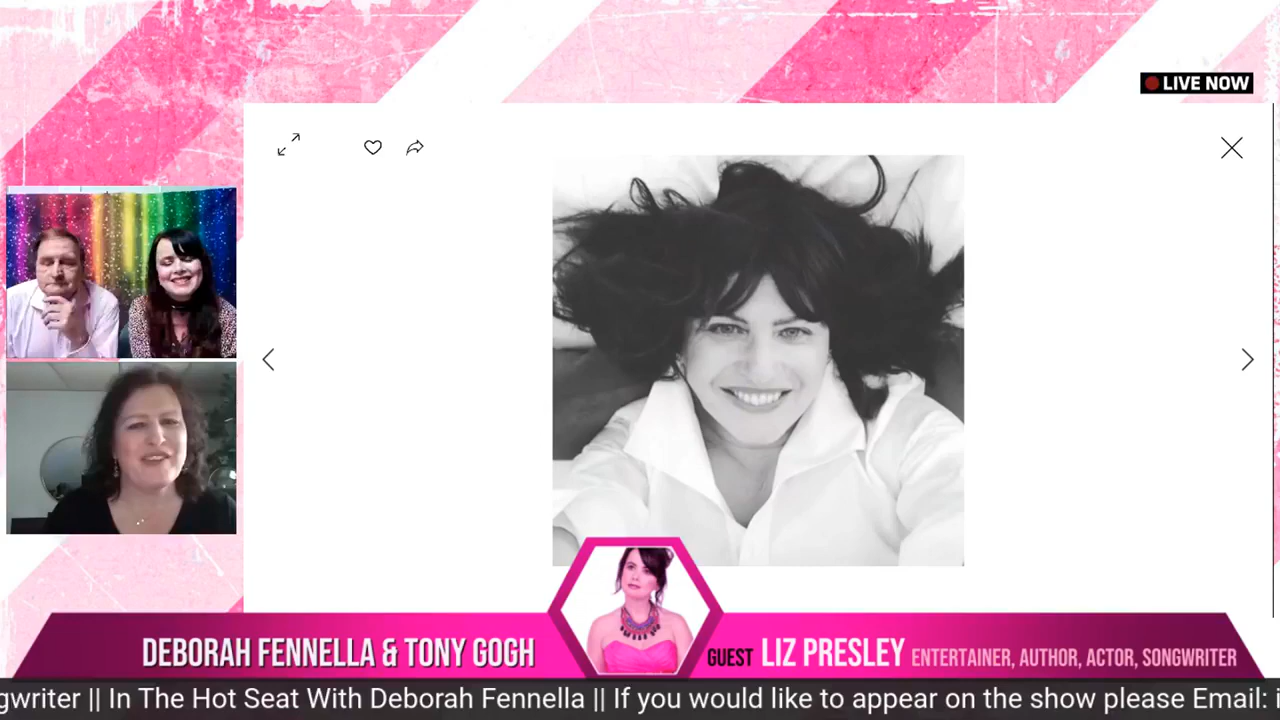 LIVE NOW
DEBORAH FENNELLA & TONY GOGH
GUEST LIZ PRESLEY ENTERTAINER, AUTHOR, ACTOR, SONGWRITER
gwriter || In The Hot Seat With Deborah Fennella || If you would like to appear on the show please Email: i